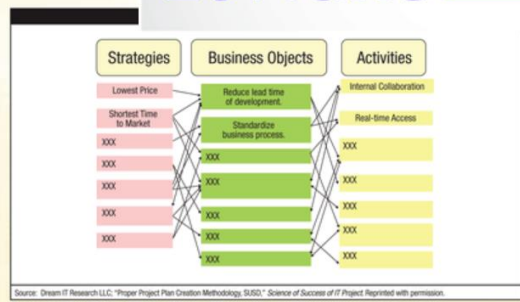 Strategies
Business Objects
Activities
Lowest Price
Shortest Time
to Market
XXX
XXX
XXX
XXX
XXX
Reduce lead time
of development.
Standardize
business process.
XXX
XXX
XXX
XXX
XXX
Internal Collaboration
Real-time Access
XXX
XXX
XXX
XXX
XXX
Source: Dream IT Research LLC; "Proper Project Plan Creation Methodology, SUSD," Science of Success of IT Project. Reprinted with permission.